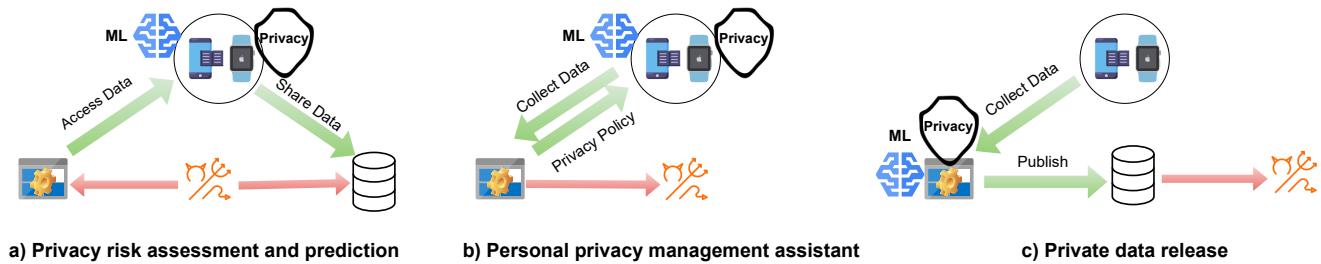 ML
Privacy
Access Data
Share Data
a) Privacy risk assessment and prediction
ML
Privacy
Collect Data
Privacy Policy
b) Personal privacy management assistant
Collect Data
ML
Privacy
Publish
c) Private data release